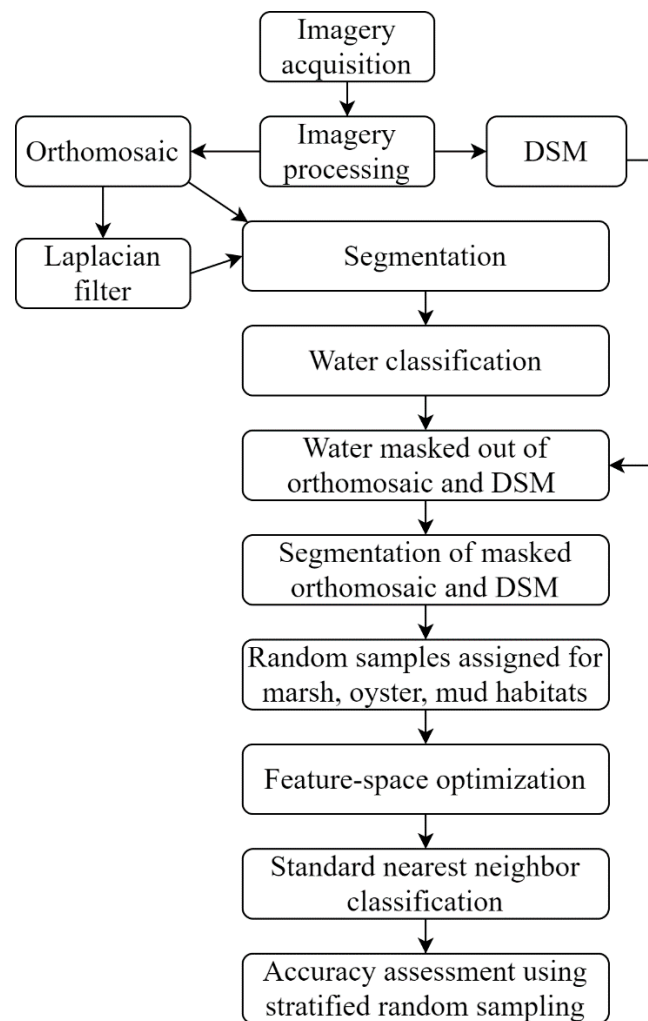 Imagery
acquisition
Orthomosaic
Imagery
processing
DSM
Laplacian
filter
Segmentation
Water classification
Water masked out of
orthomosaic and DSM
Segmentation of masked
orthomosaic and DSM
Random samples assigned for
marsh, oyster, mud habitats
Feature-space optimization
Standard nearest neighbor
classification
Accuracy assessment using
stratified random sampling